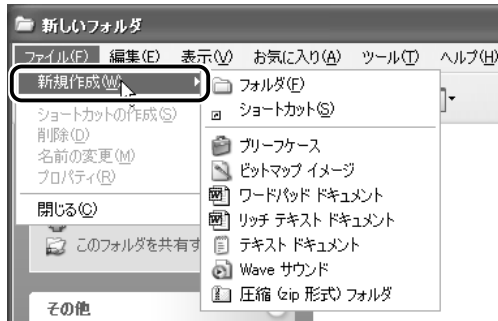 新しいフォルダ
ファイル(F) 編集(E) 表示(V) お気に入り(A) ツール(T) ヘルプ(H)
新規作成(W)
ショートカットの作成(S)
削除(D)
名前の変更(M)
プロパティ(R)
閉じる(C)
フォルダ(F)
ショートカット(S)
ブリーフケース
ビットマップ イメージ
ワードパッド ドキュメント
リッチ テキスト ドキュメント
テキスト ドキュメント
Wave サウンド
圧縮 (zip 形式) フォルダ
このフォルダを共有す
その他